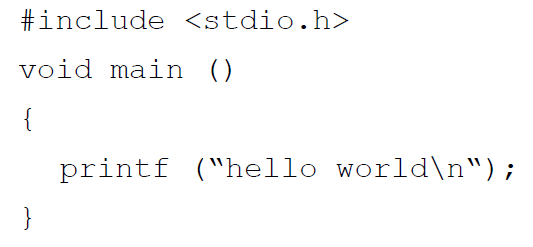 #include <stdio.h>
void main ()
{
printf (“hello world\n“);
}